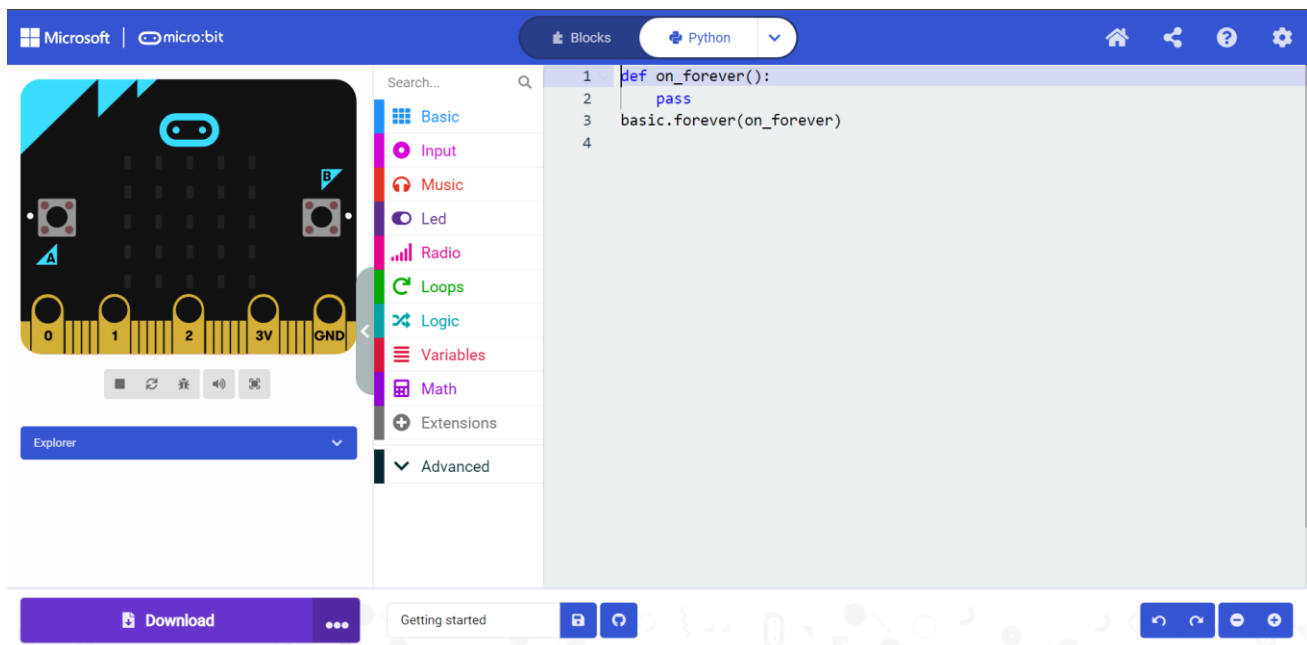 Microsoft micro:bit
Blocks
Python
B
A
0 1 2 3V GND
Explorer
Search...
Basic
Input
Music
Led
Radio
Loops
Logic
Variables
Math
Extensions
Advanced
1 def on_forever():
2 pass
3 basic.forever(on_forever)
4
Download
Getting started